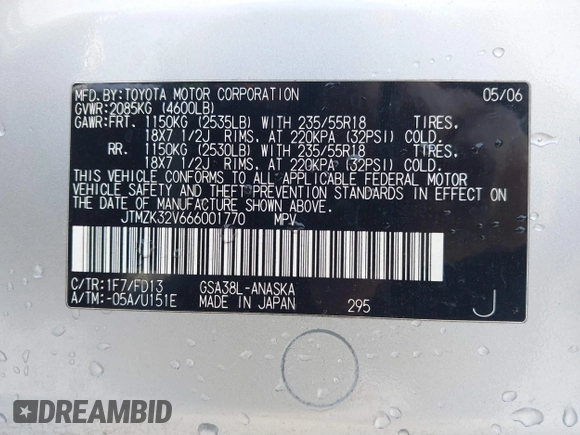 MFD.BY:TOYOTA MOTOR CORPORATION 05/06
GVWR:2085KG (4600LB)
GAWR:FRT. 1150KG (2535LB) WITH 235/55R18 TIRES.
18X7 1/2J RIMS. AT 220KPA (32PSI) COLD.
RR. 1150KG (2530LB) WITH 235/55R18 TIRES.
18X7 1/2J RIMS. AT 220KPA (32PSI) COLD.
THIS VEHICLE CONFORMS TO ALL APPLICABLE FEDERAL MOTOR
VEHICLE SAFETY AND THEFT PREVENTION STANDARDS IN EFFECT ON
THE DATE OF MANUFACTURE SHOWN ABOVE.
JTMZK32V666001770 MPV
C/TR:1F7/FD13 GSA38L-ANASKA
A/TM:-05A/U151E MADE IN JAPAN 295 J
DREAMBID